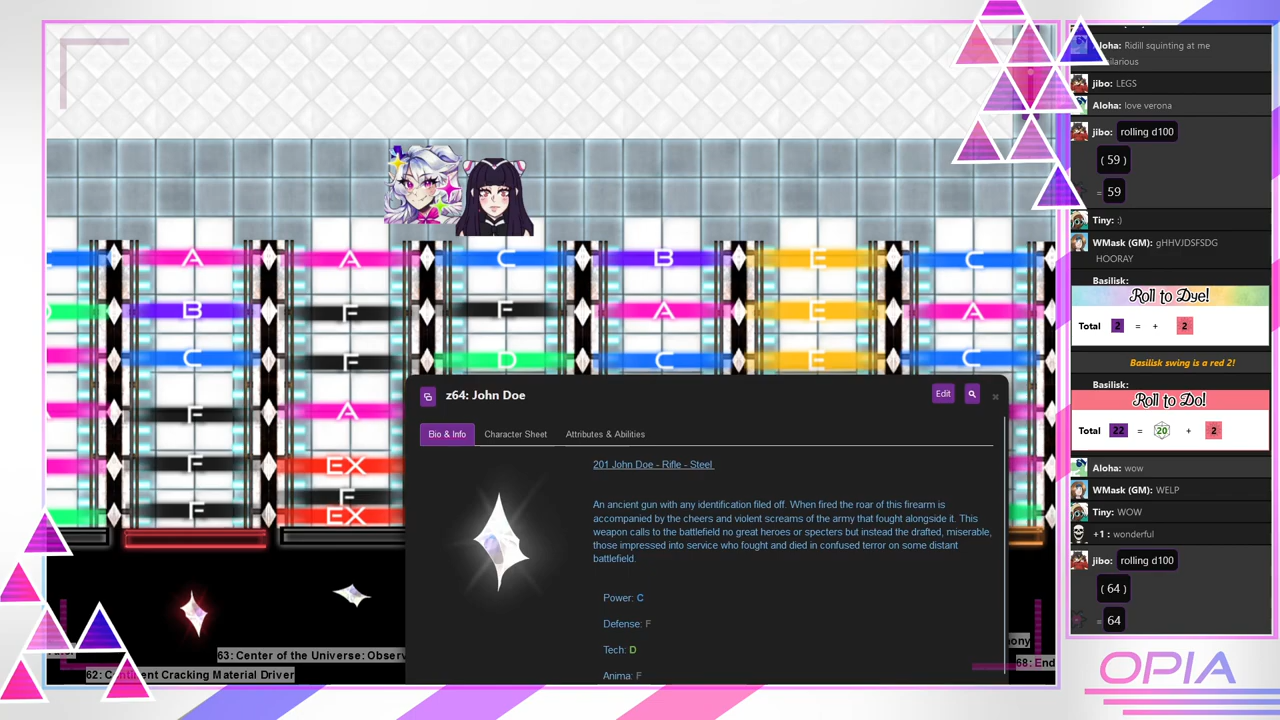 A A C B E C
B F F A E A
C F D C E C
F A
EX
F F
EX
63: Center of the Universe: Observ
62: Co
Cracking Material Driver
68: End
z64: John Doe
Edit
Bio & Info Character Sheet Attributes & Abilities
201 John Doe - Rifle - Steel
An ancient gun with any identification filed off. When fired the roar of this firearm is
accompanied by the cheers and violent screams of the army that fought alongside it. This
weapon calls to the battlefield no great heroes or specters but instead the drafted, miserable,
those impressed into service who fought and died in confused terror on some distant
battlefield.
Power: C
Defense: F
Tech: D
Anima: F
Ridill squinting at me
jibo: LEGS
Aloha: love verona
jibo: rolling d100
( 59 )
= 59
Tiny: :)
WMask (GM): gHHVJDSFSDG
HOORAY
Basilisk:
Roll to Dye!
Total 2 = + 2
Basilisk swing is a red 2!
Basilisk:
Roll to Do!
Total 22 = 20 + 2
Aloha: wow
WMask (GM): WELP
Tiny: WOW
+1 : wonderful
jibo: rolling d100
( 64 )
= 64
OPIA